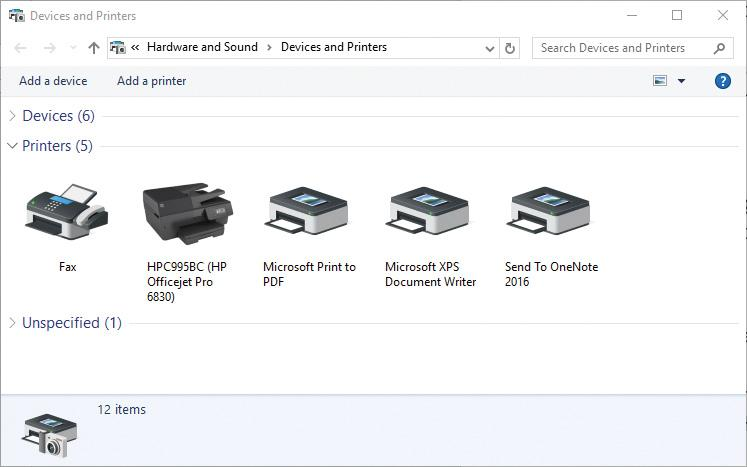 Devices and Printers
« Hardware and Sound > Devices and Printers
Search Devices and Printers
Add a device Add a printer
?
Devices (6)
Printers (5)
Fax
HPC995BC (HP
Officejet Pro
6830)
Microsoft Print to
PDF
Microsoft XPS
Document Writer
Send To OneNote
2016
Unspecified (1)
12 items